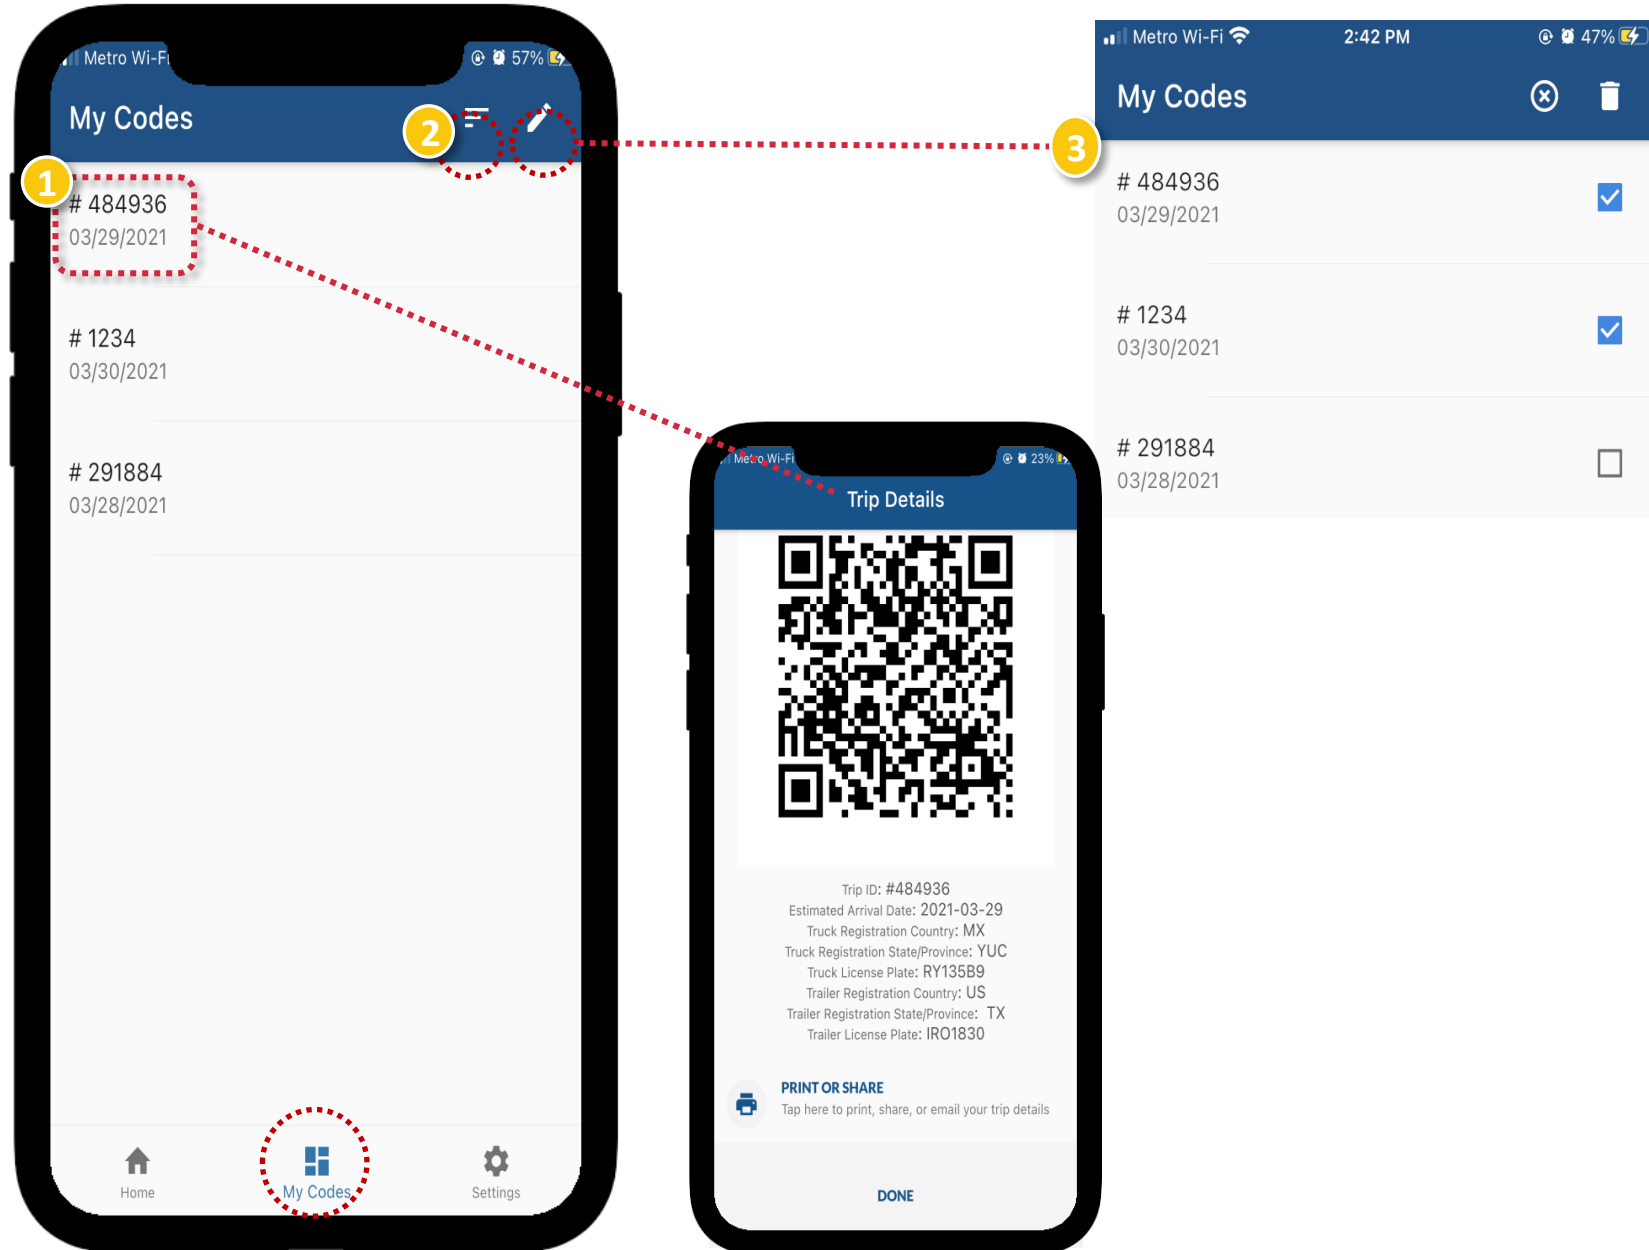 Metro Wi-Fi
57%
My Codes
2
1
# 484936
03/29/2021
# 1234
03/30/2021
# 291884
03/28/2021
Home
My Codes
Settings
Metro Wi-Fi
23%
Trip Details
Trip ID: #484936
Estimated Arrival Date: 2021-03-29
Truck Registration Country: MX
Truck Registration State/Province: YUC
Truck License Plate: RY135B9
Trailer Registration Country: US
Trailer Registration State/Province: TX
Trailer License Plate: IRO1830
PRINT OR SHARE
Tap here to print, share, or email your trip details
DONE
Metro Wi-Fi 2:42 PM 47%
My Codes
3
# 484936
03/29/2021
# 1234
03/30/2021
# 291884
03/28/2021